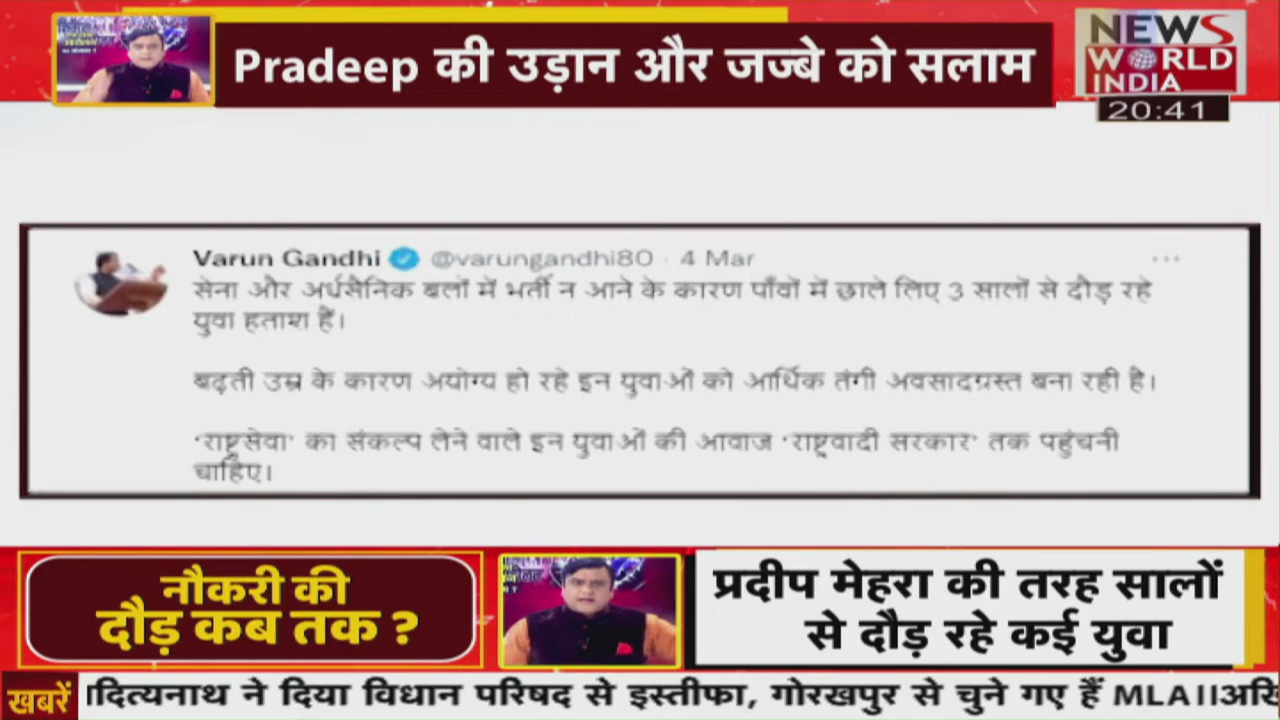 Pradeep की उड़ान और जज्बे को सलाम
NEWS
WORLD
INDIA
20:41
Varun Gandhi @varungandhi80 · 4 Mar
सेना और अर्धसैनिक बलों में भर्ती न आने के कारण पाँवों में छाले लिए 3 सालों से दौड़ रहे
युवा हताश हैं।
बढ़ती उम्र के कारण अयोग्य हो रहे इन युवाओं को आर्थिक तंगी अवसादग्रस्त बना रही है।
‘राष्ट्रसेवा’ का संकल्प लेने वाले इन युवाओं की आवाज ‘राष्ट्रवादी सरकार’ तक पहुंचनी
चाहिए।
नौकरी की
दौड़ कब तक ?
प्रदीप मेहरा की तरह सालों
से दौड़ रहे कई युवा
खबरें
ादित्यनाथ ने दिया विधान परिषद से इस्तीफा, गोरखपुर से चुने गए हैं MLA।।अखि